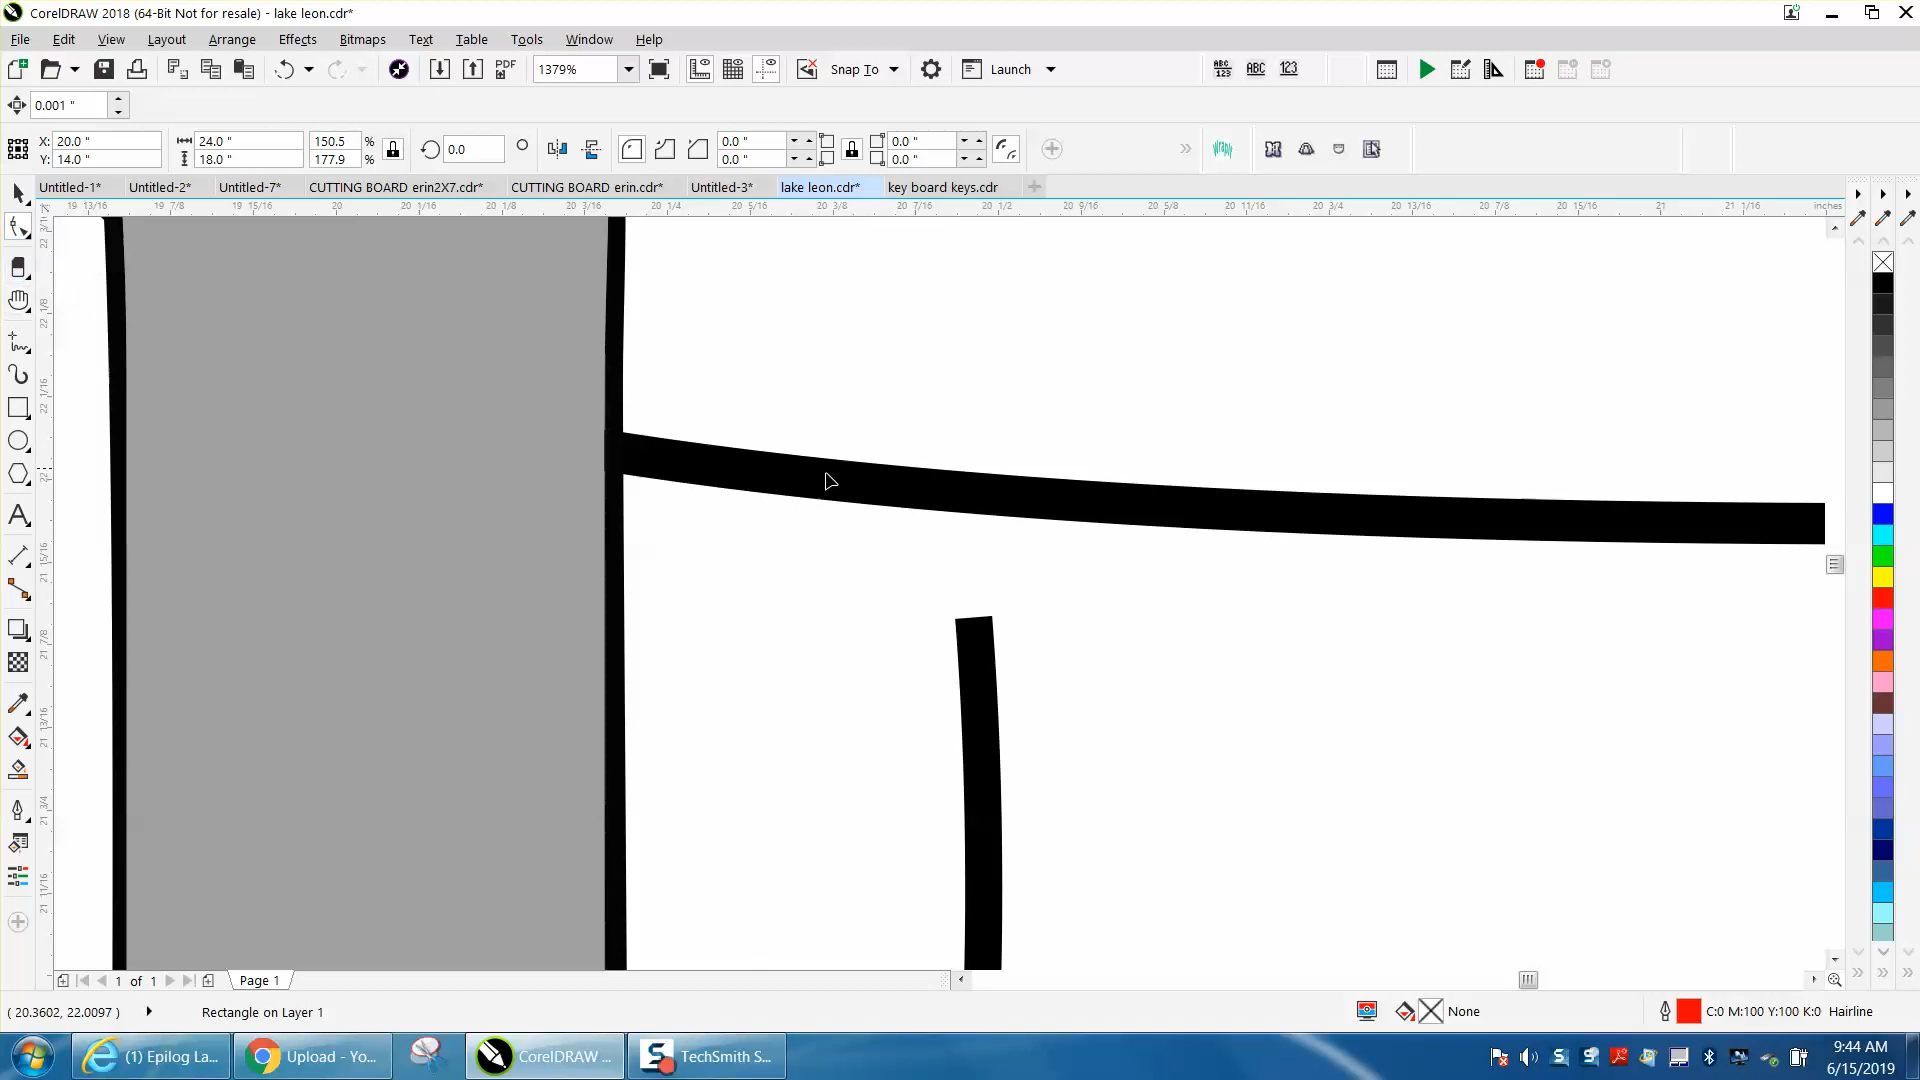 CorelDRAW 2018 (64-Bit Not for resale) - lake leon.cdr*
File Edit View Layout Arrange Effects Bitmaps Text Table Tools Window Help
PDF 1379% Snap To Launch ABC 123 ABC 123
0.001 "
X: 20.0 " 24.0 " 150.5 % 0.0 0.0 " 0.0 "
Y: 14.0 " 18.0 " 177.9 % 0.0 " 0.0 "
Untitled-1* Untitled-2* Untitled-7* CUTTING BOARD erin2X7.cdr* CUTTING BOARD erin.cdr* Untitled-3* lake leon.cdr* key board keys.cdr
19 13/16 19 7/8 19 15/16 20 20 1/16 20 1/8 20 3/16 20 1/4 20 5/16 20 3/8 20 7/16 20 1/2 20 9/16 20 5/8 20 11/16 20 3/4 20 13/16 20 7/8 20 15/16 21 21 1/16 inches
22 1/8
22 1/16
22
21 15/16
21 7/8
21 13/16
21 3/4
21 11/16
1 of 1 Page 1
( 20.3602, 22.0097 ) Rectangle on Layer 1 None C:0 M:100 Y:100 K:0 Hairline
(1) Epilog La... Upload - Yo... CorelDRAW ... TechSmith S... 9:44 AM
6/15/2019